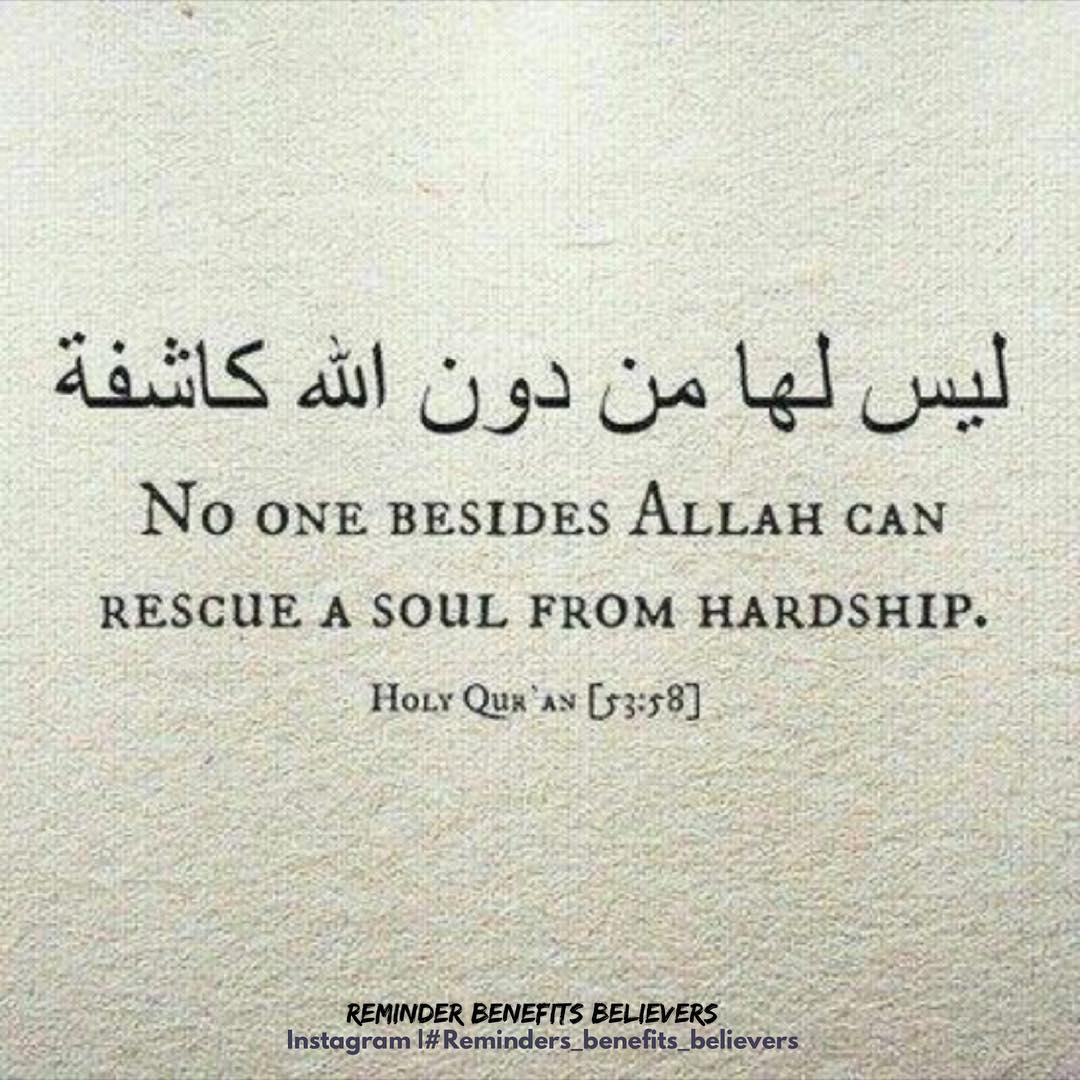 ليس لها من دون الله كاشفة
No one besides Allah can
rescue a soul from hardship.
Holy Qur`an [53:58]
REMINDER BENEFITS BELIEVERS
Instagram |#Reminders_benefits_believers